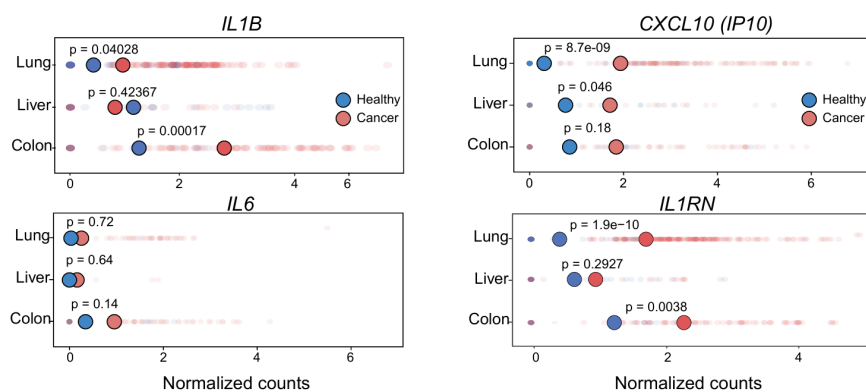 IL1B
p = 0.04028
Lung
p = 0.42367
Liver
p = 0.00017
Colon
Healthy
Cancer
0 2 4 6
CXCL10 (IP10)
p = 8.7e-09
Lung
p = 0.046
Liver
p = 0.18
Colon
Healthy
Cancer
0 2 4 6
IL6
p = 0.72
Lung
p = 0.64
Liver
p = 0.14
Colon
0 2 4 6
Normalized counts
IL1RN
p = 1.9e−10
Lung
p = 0.2927
Liver
p = 0.0038
Colon
0 2 4
Normalized counts